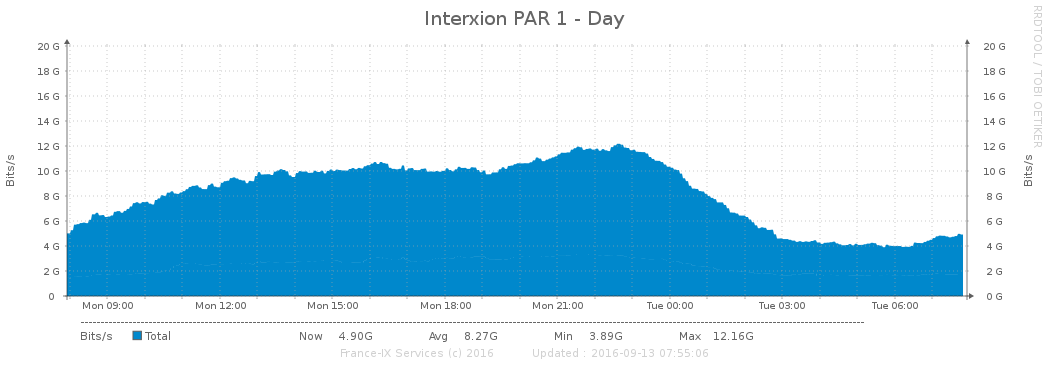 Interxion PAR 1 - Day
RRDTOOL / TOBI OETIKER
Bits/s
20 G 20 G
18 G 18 G
16 G 16 G
14 G 14 G
12 G 12 G
10 G 10 G
8 G 8 G
6 G 6 G
4 G 4 G
2 G 2 G
0 0 G
Bits/s
Mon 09:00 Mon 12:00 Mon 15:00 Mon 18:00 Mon 21:00 Tue 00:00 Tue 03:00 Tue 06:00
Bits/s Total Now 4.90G Avg 8.27G Min 3.89G Max 12.16G
France-IX Services (c) 2016 Updated : 2016-09-13 07:55:06